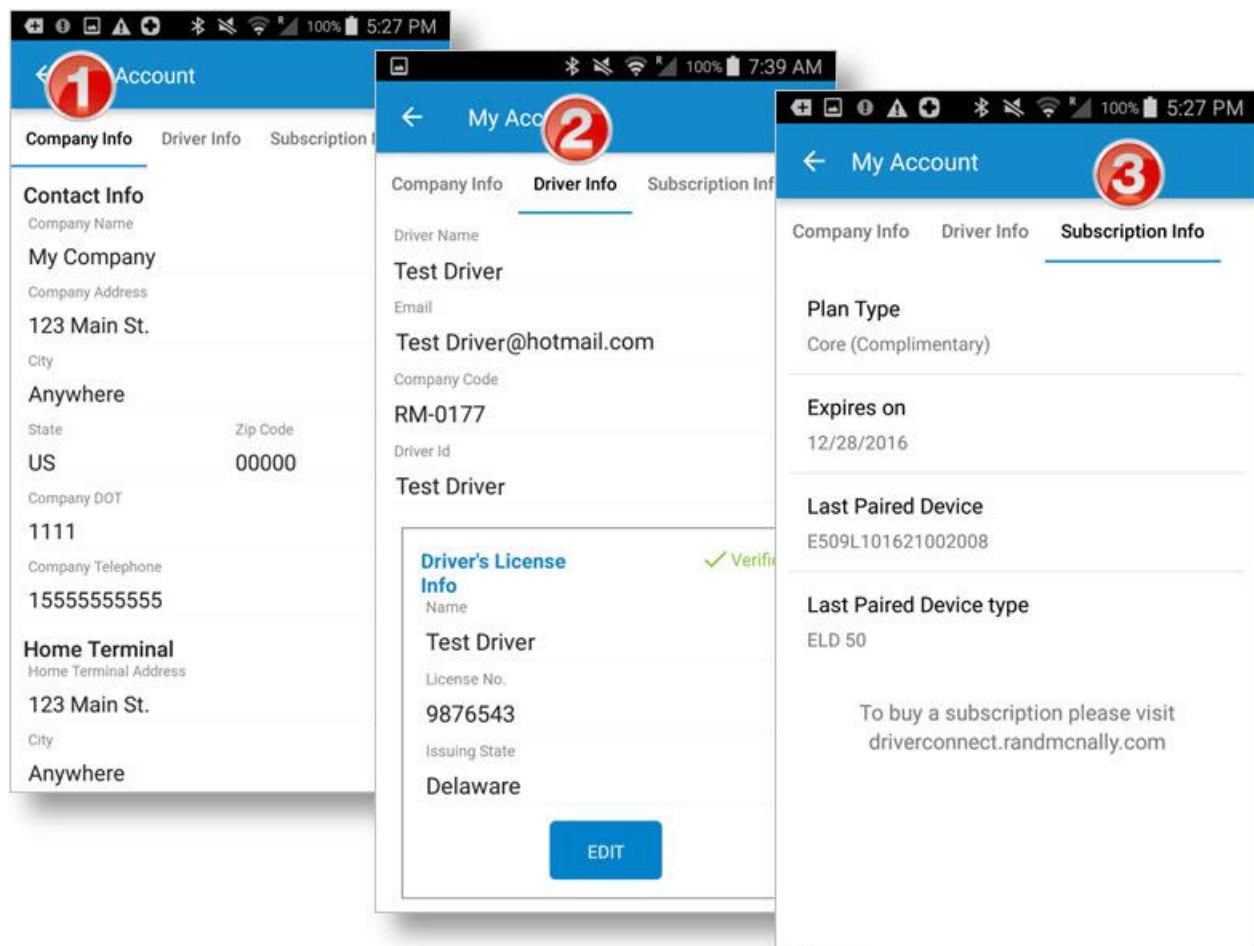 100% 5:27 PM
1
Account
Company Info Driver Info Subscription I
Contact Info
Company Name
My Company
Company Address
123 Main St.
City
Anywhere
State Zip Code
US 00000
Company DOT
1111
Company Telephone
15555555555
Home Terminal
Home Terminal Address
123 Main St.
City
Anywhere
R 100% 7:39 AM
My Acc
2
Company Info Driver Info Subscription Inf
Driver Name
Test Driver
Email
Test Driver@hotmail.com
Company Code
RM-0177
Driver Id
Test Driver
Driver's License
Info
Verifie
Name
Test Driver
License No.
9876543
Issuing State
Delaware
EDIT
R 100% 5:27 PM
My Account
3
Company Info Driver Info Subscription Info
Plan Type
Core (Complimentary)
Expires on
12/28/2016
Last Paired Device
E509L101621002008
Last Paired Device type
ELD 50
To buy a subscription please visit
driverconnect.randmcnally.com